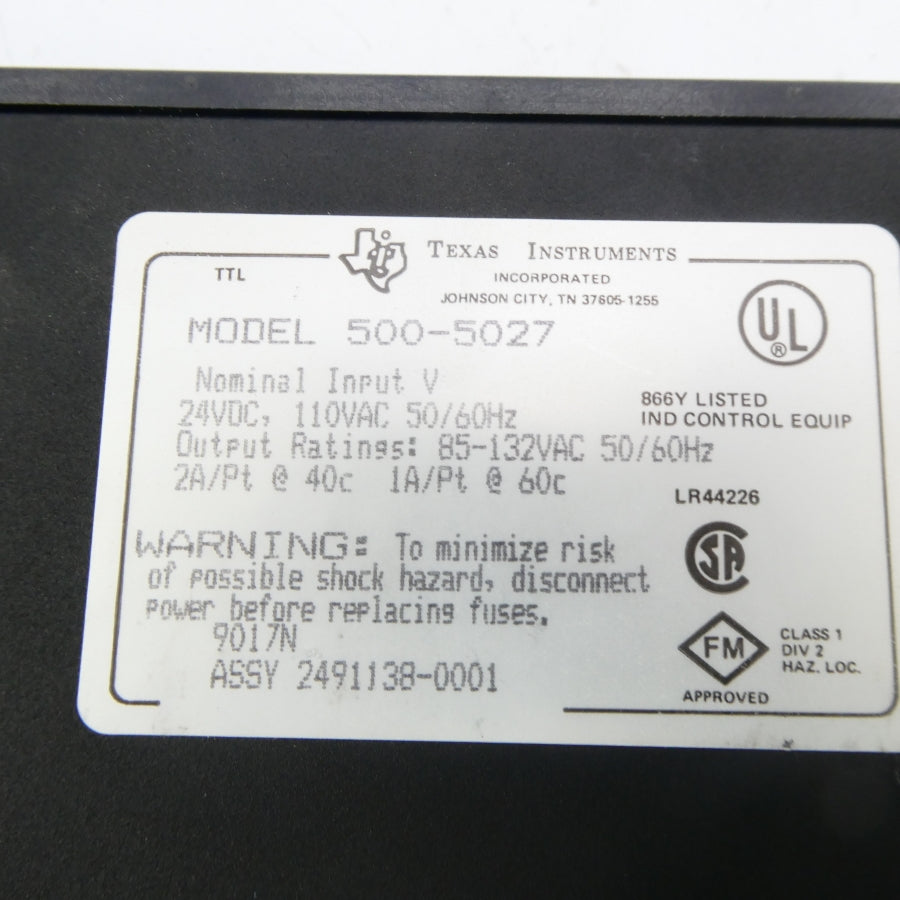 TEXAS INSTRUMENTS
INCORPORATED
TTL
JOHNSON CITY, TN 37605-1255
MODEL 500-5027
UL
®
Nominal Input V
24VDC, 110VAC 50/60Hz
866Y LISTED
IND CONTROL EQUIP
Output Ratings: 85-132VAC 50/60Hz
2A/Pt @ 40c 1A/Pt @ 60c
LR44226
SA
WARNING: To minimize risk
of possible shock hazard, disconnect
power before replacing fuses.
9017N
ASSY 2491138-0001
FM
APPROVED
CLASS 1
DIV 2
HAZ. LOC.